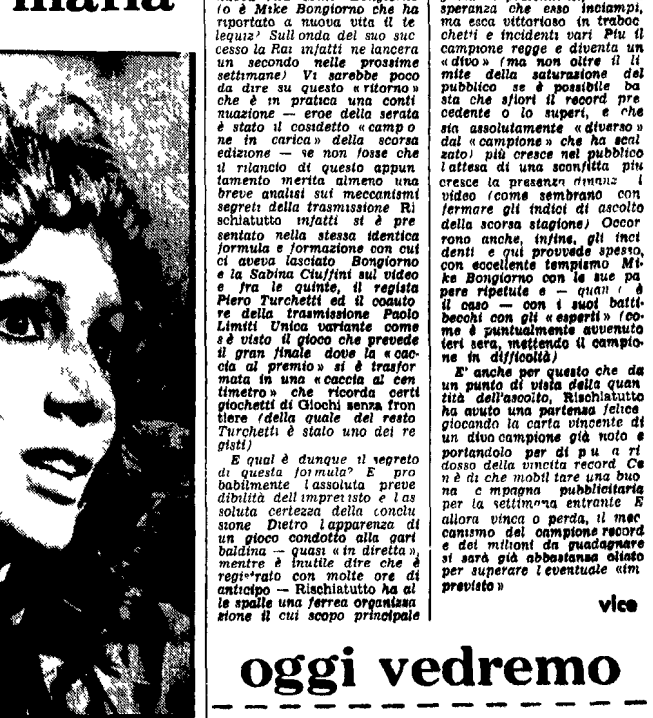 maria
(o è Mike Bongiorno che ha
riportato a nuova vita il te
lequiz? Sull onda del suo suc
cesso la Rai infatti ne lancera
un secondo nelle prossime
settimane) Vi sarebbe poco
da dire su questo «ritorno»
che è in pratica una conti
nuazione — eroe della serata
è stato il cosidetto «campo
ne in carica» della scorsa
edizione — se non fosse che
il rilancio di questo appun
tamento merita almeno una
breve analisi sui meccanismi
segreti della trasmissione Ri
schiatutto infatti si è pre
sentato nella stessa identica
formula e formazione con cui
ci aveva lasciato Bongiorno
e la Sabina Ciuffini sul video
e fra le quinte, il regista
Piero Turchetti ed il coauto
re della trasmissione Paolo
Limiti Unica variante come
s è visto il gioco che prevede
il gran finale dove la «cac
cia al premio» si è trasfor
mata in una «caccia al cen
timetro» che ricorda certi
giochetti di Giochi senza fron
tiere (della quale del resto
Turchetti è stato uno dei re
gisti)
E qual è dunque il segreto
di questa formula? E pro
babilmente l assoluta preve
dibilità dell imprevisto e l as
soluta certezza della conclu
sione Dietro l apparenza di
un gioco condotto alla gari
baldina — quasi «in diretta»,
mentre è inutile dire che è
registrato con molte ore di
anticipo — Rischiatutto ha al
le spalle una ferrea organizza
zione il cui scopo principale
speranza che esso inciampi,
ma esca vittorioso in traboc
chetti e incidenti vari Piu il
campione regge e diventa un
«divo» (ma non oltre il li
mite della saturazione del
pubblico se è possibile ba
sta che sfiori il record pre
cedente o lo superi, e che
sia assolutamente «diverso»
dal «campione» che ha scal
zato) più cresce nel pubblico
l attesa di una sconfitta piu
cresce la presenza
video (come sembrano con
fermare gli indici di ascolto
della scorsa stagione) Occor
rono anche, infine, gli inci
denti e qui provvede spesso,
con eccellente tempismo Mi
ke Bongiorno con le sue pa
pere ripetute e — è
il caso — con i suoi batti-
becchi con gli «esperti» (co-
me è puntualmente avvenuto
ieri sera, mettendo il campio-
ne in difficoltà)
E' anche per questo che da
un punto di vista della quan
tità dell'ascolto, Rischiatutto
ha avuto una partenza felice
giocando la carta vincente di
un divo campione già noto e
portandolo per di p u a ri
dosso della vincita record Ce
n è di che mobil tare una buo
na c mpagna pubblicitaria
per la settimana entrante E
allora vinca o perda, il mec
canismo del campione record
e dei milioni da guadagnare
si sarà già abbastanza oliato
per superare l eventuale «im
previsto»
vice
oggi vedremo